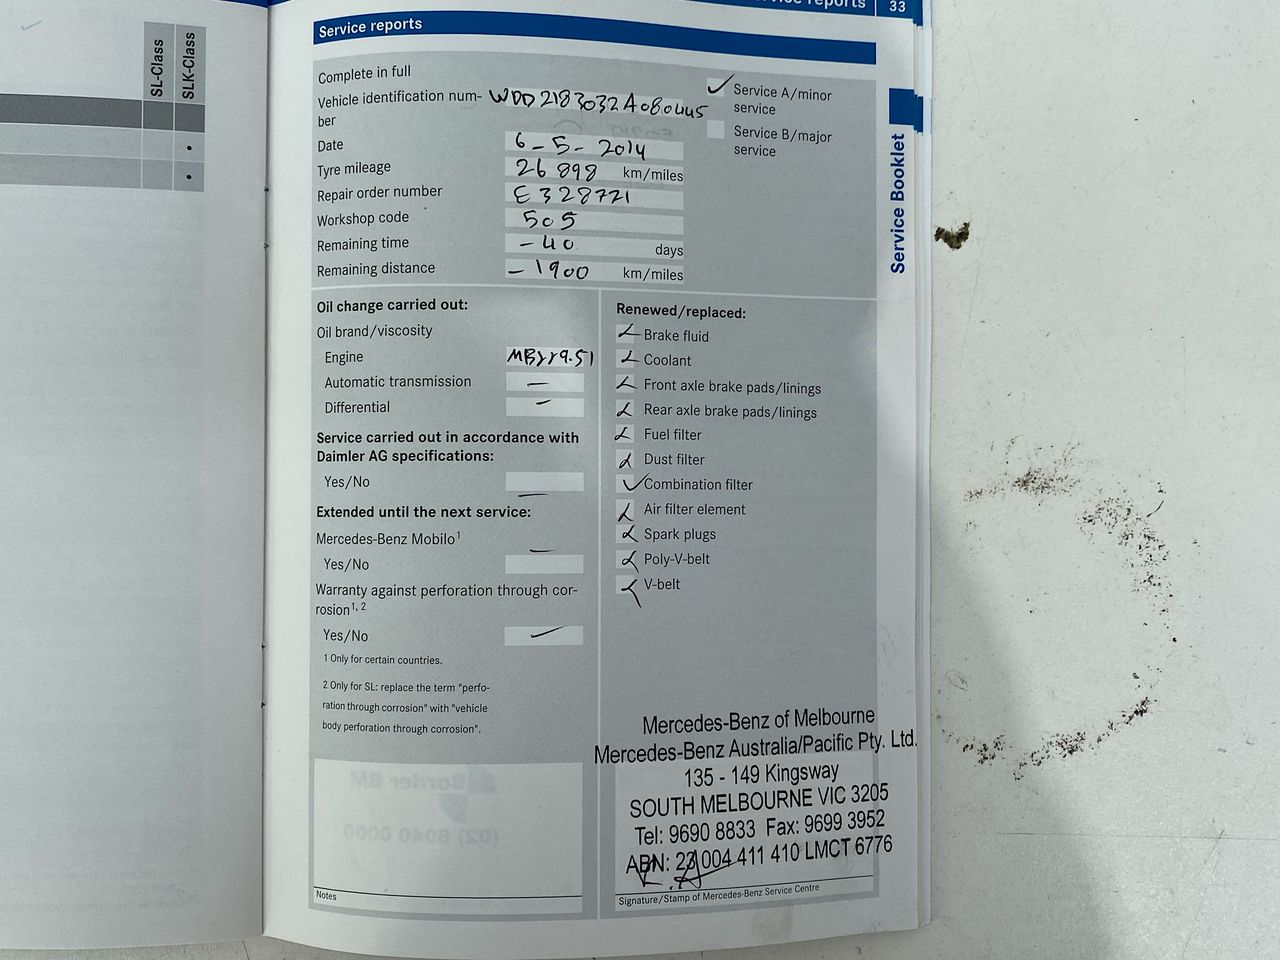 SL-Class
SLK-Class
Service reports 33
Service Booklet
Service reports
Complete in full
Vehicle identification num- WDD2183032A080445
ber
Date 6-5-2014
Tyre mileage 26898 km/miles
Repair order number E328721
Workshop code 505
Remaining time -40 days
Remaining distance -1900 km/miles
✓ Service A/minor
service
Service B/major
service
Oil change carried out:
Oil brand/viscosity
Engine MB229.51
Automatic transmission —
Differential —
Service carried out in accordance with
Daimler AG specifications:
Yes/No
Extended until the next service:
Mercedes-Benz Mobilo1
Yes/No
Warranty against perforation through cor-
rosion1, 2
Yes/No
1 Only for certain countries.
2 Only for SL: replace the term "perfo-
ration through corrosion" with "vehicle
body perforation through corrosion".
Notes
Renewed/replaced:
Brake fluid
Coolant
Front axle brake pads/linings
Rear axle brake pads/linings
Fuel filter
Dust filter
✓ Combination filter
Air filter element
Spark plugs
Poly-V-belt
V-belt
Mercedes-Benz of Melbourne
Mercedes-Benz Australia/Pacific Pty. Ltd.
135 - 149 Kingsway
SOUTH MELBOURNE VIC 3205
Tel: 9690 8833 Fax: 9699 3952
ABN: 23 004 411 410 LMCT 6776
Signature/Stamp of Mercedes-Benz Service Centre